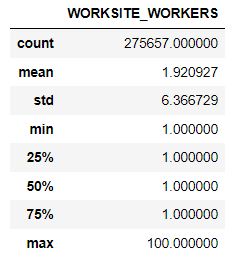 WORKSITE_WORKERS
count 275657.000000
mean 1.920927
std 6.366729
min 1.000000
25% 1.000000
50% 1.000000
75% 1.000000
max 100.000000